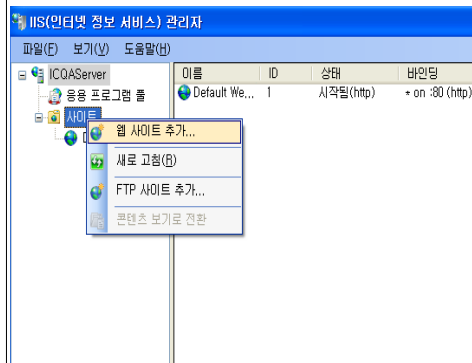 IIS(인터넷 정보 서비스) 관리자
파일(F) 보기(V) 도움말(H)
ICQAServer
응용 프로그램 풀
사이트
이름 ID 상태 바인딩
Default We... 1 시작됨(http) * on :80 (http)
웹 사이트 추가...
새로 고침(R)
FTP 사이트 추가...
콘텐츠 보기로 전환